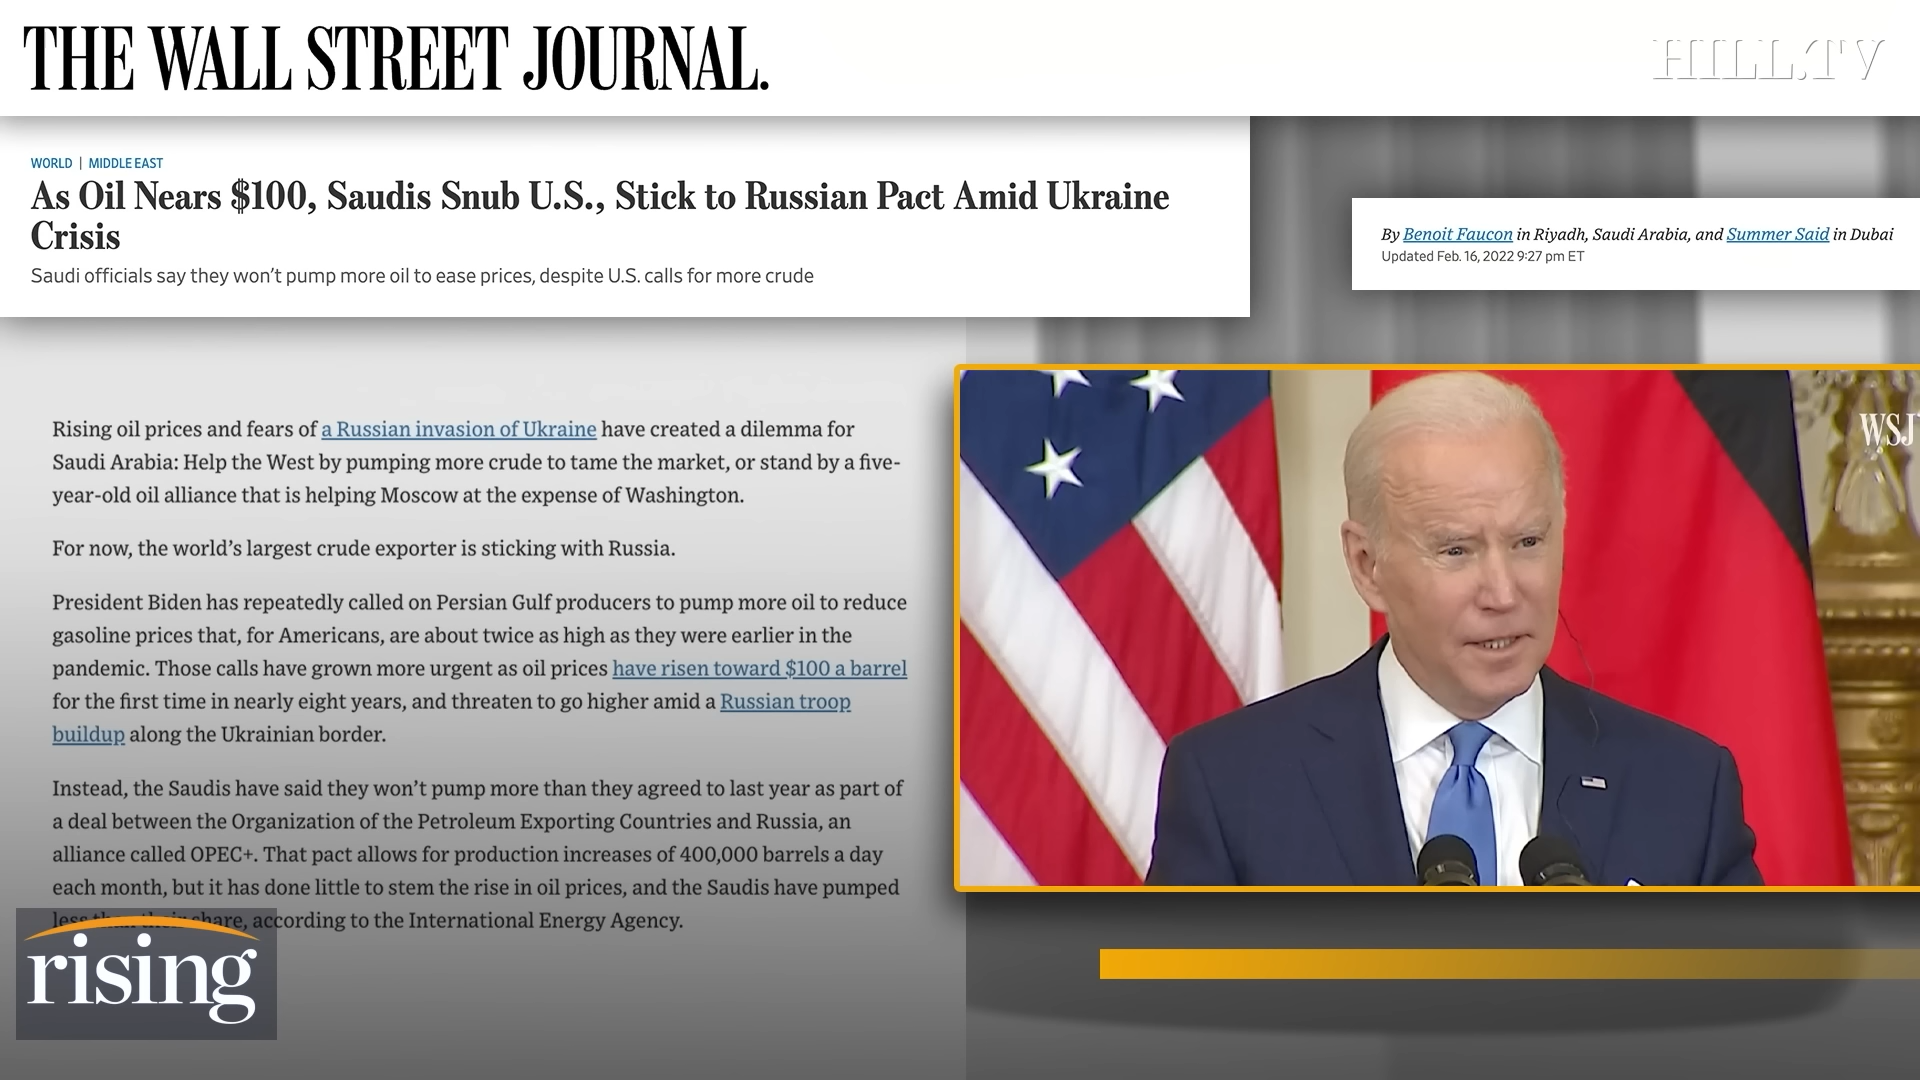 THE WALL STREET JOURNAL.
HILL.TV
WORLD | MIDDLE EAST
As Oil Nears $100, Saudis Snub U.S., Stick to Russian Pact Amid Ukraine
Crisis
Saudi officials say they won’t pump more oil to ease prices, despite U.S. calls for more crude
By Benoit Faucon in Riyadh, Saudi Arabia, and Summer Said in Dubai
Updated Feb. 16, 2022 9:27 pm ET
Rising oil prices and fears of a Russian invasion of Ukraine have created a dilemma for
Saudi Arabia: Help the West by pumping more crude to tame the market, or stand by a five-
year-old oil alliance that is helping Moscow at the expense of Washington.
For now, the world’s largest crude exporter is sticking with Russia.
President Biden has repeatedly called on Persian Gulf producers to pump more oil to reduce
gasoline prices that, for Americans, are about twice as high as they were earlier in the
pandemic. Those calls have grown more urgent as oil prices have risen toward $100 a barrel
for the first time in nearly eight years, and threaten to go higher amid a Russian troop
buildup along the Ukrainian border.
Instead, the Saudis have said they won’t pump more than they agreed to last year as part of
a deal between the Organization of the Petroleum Exporting Countries and Russia, an
alliance called OPEC+. That pact allows for production increases of 400,000 barrels a day
each month, but it has done little to stem the rise in oil prices, and the Saudis have pumped
less than their share, according to the International Energy Agency.
WSJ
rising